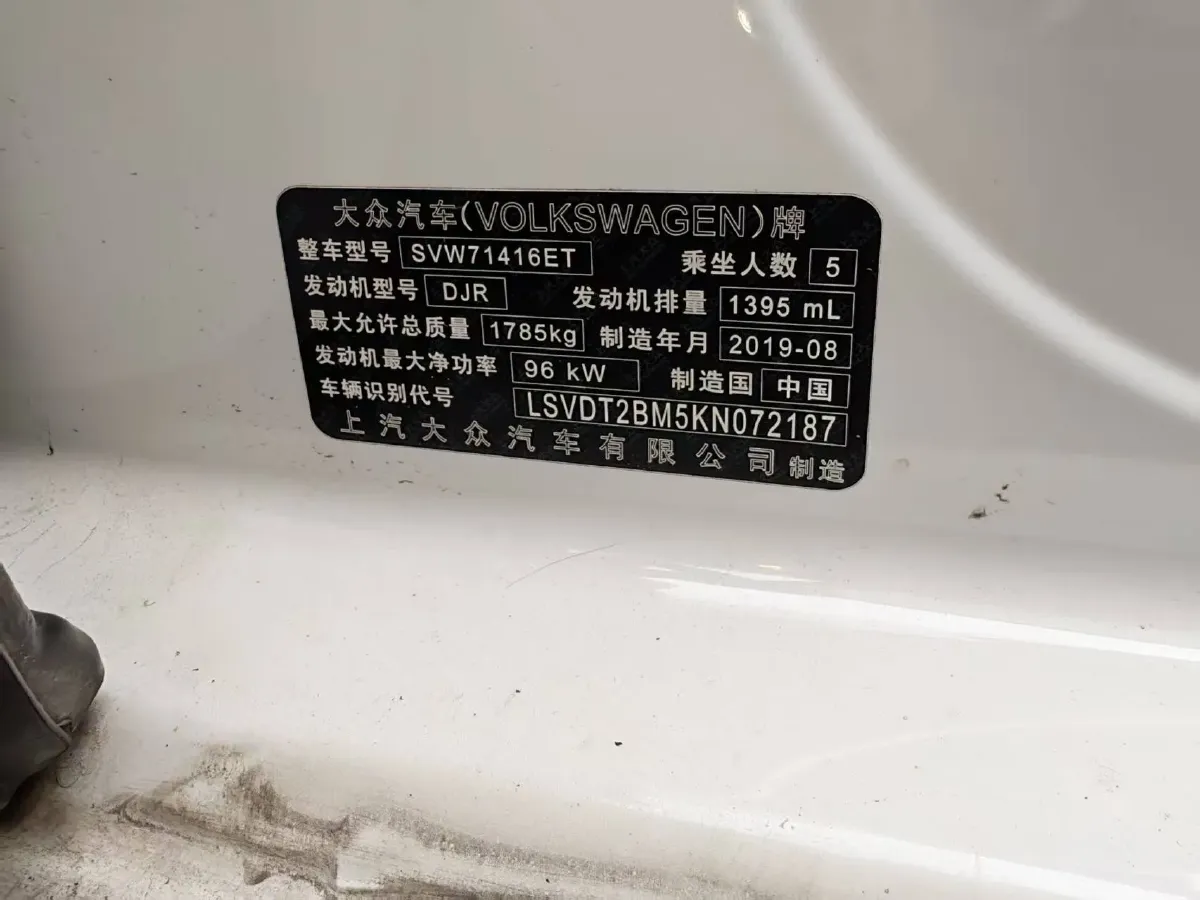 大众汽车(VOLKSWAGEN)牌
整车型号 SVW71416ET 乘坐人数 5
发动机型号 DJR 发动机排量 1395 mL
最大允许总质量 1785kg 制造年月 2019-08
发动机最大净功率 96 kW 制造国 中国
车辆识别代号 LSVDT2BM5KN072187
上汽大众汽车有限公司 制造